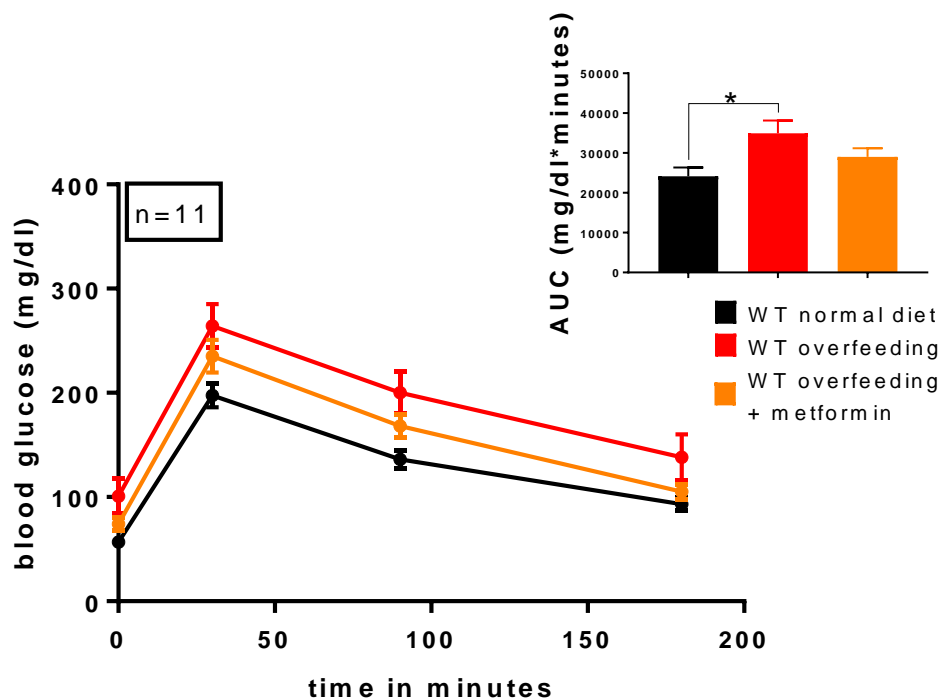 AUC (mg/dl*minutes)
50000
40000
30000
20000
10000
0
*
blood glucose (mg/dl)
400
300
200
100
0
n=11
WT normal diet
WT overfeeding
WT overfeeding
+ metformin
0 50 100 150 200
time in minutes